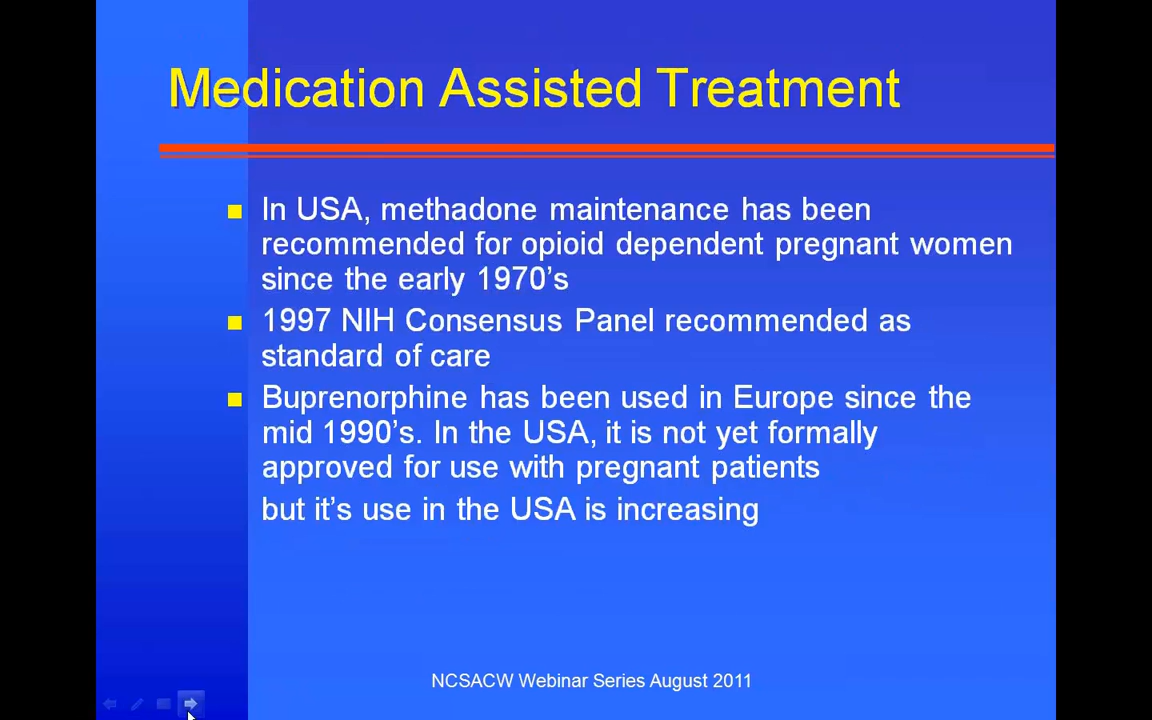 Medication Assisted Treatment
In USA, methadone maintenance has been
recommended for opioid dependent pregnant women
since the early 1970's
1997 NIH Consensus Panel recommended as
standard of care
Buprenorphine has been used in Europe since the
mid 1990's. In the USA, it is not yet formally
approved for use with pregnant patients
but it's use in the USA is increasing
NCSACW Webinar Series August 2011